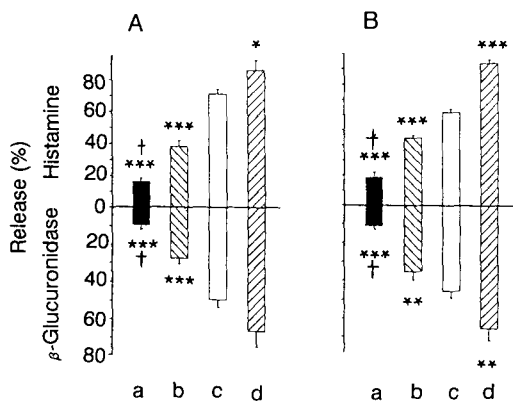 A B
* ***
80
60
40
20
0
20
40
60
80
Release (%)
Histamine
β-Glucuronidase
† *** *** † *** ***
*** † *** *** † ** **
a b c d a b c d